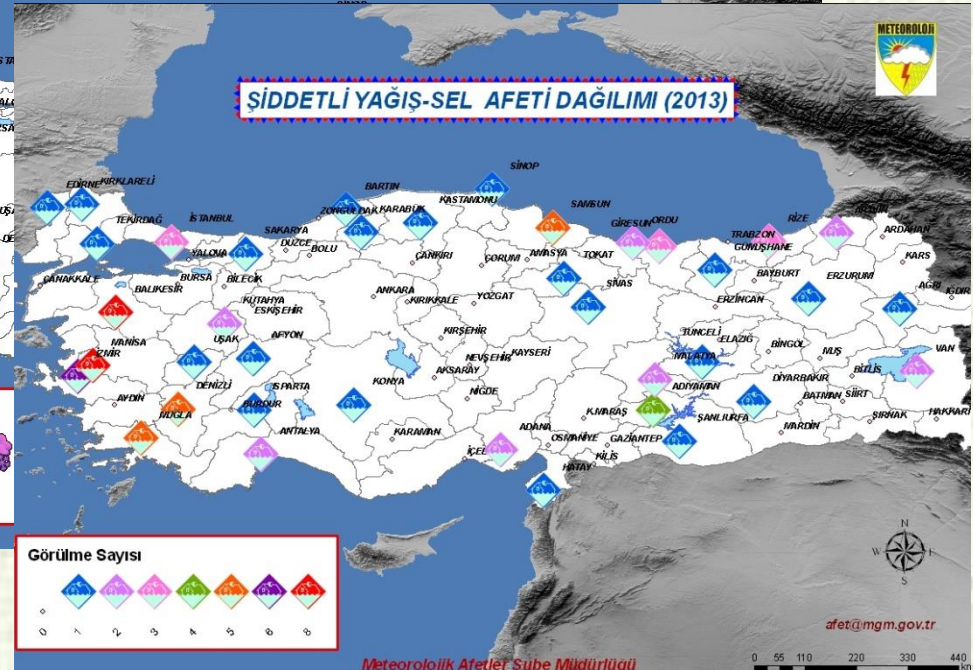 METEOROLOJİ
ŞİDDETLİ YAĞIŞ-SEL AFETİ DAĞILIMI (2013)
SİNOP
EDİRNE KIRKLARELİ
BARTIN
KASTAMONU
TEKİRDAĞ
İSTANBUL
ZONGULDAK
KARABÜK
SAMSUN
GİRESUN
ORDU
RİZE
ARTVİN
SAKARYA
DÜZCE
BOLU
TRABZON
GÜMÜŞHANE
ARDAHAN
KARS
YALOVA
ÇANKIRI
ÇORUM
AMASYA
TOKAT
BAYBURT
ERZURUM
ÇANAKKALE
BALIKESİR
BURSA
BİLECİK
ANKARA
KIRIKKALE
YOZGAT
SİVAS
ERZİNCAN
AĞRI
IĞDIR
KÜTAHYA
ESKİŞEHİR
MANİSA
UŞAK
AFYON
KIRŞEHİR
TUNCELİ
ELAZIĞ
BİNGÖL
MUŞ
VAN
İZMİR
NEVŞEHİR
KAYSERİ
MALATYA
BİTLİS
DENİZLİ
ISPARTA
KONYA
AKSARAY
NİĞDE
ADIYAMAN
DİYARBAKIR
BATMAN
SİİRT
AYDIN
MUĞLA
BURDUR
K.MARAŞ
ŞANLIURFA
MARDİN
ŞIRNAK
HAKKARİ
ANTALYA
KARAMAN
İÇEL
ADANA
OSMANİYE
GAZİANTEP
KİLİS
HATAY
N
W E
S
Görülme Sayısı
0 1 2 3 4 5 6 8
afet@mgm.gov.tr
0 55 110 220 330 440
Km
Meteorolojik Afetler Şube Müdürlüğü